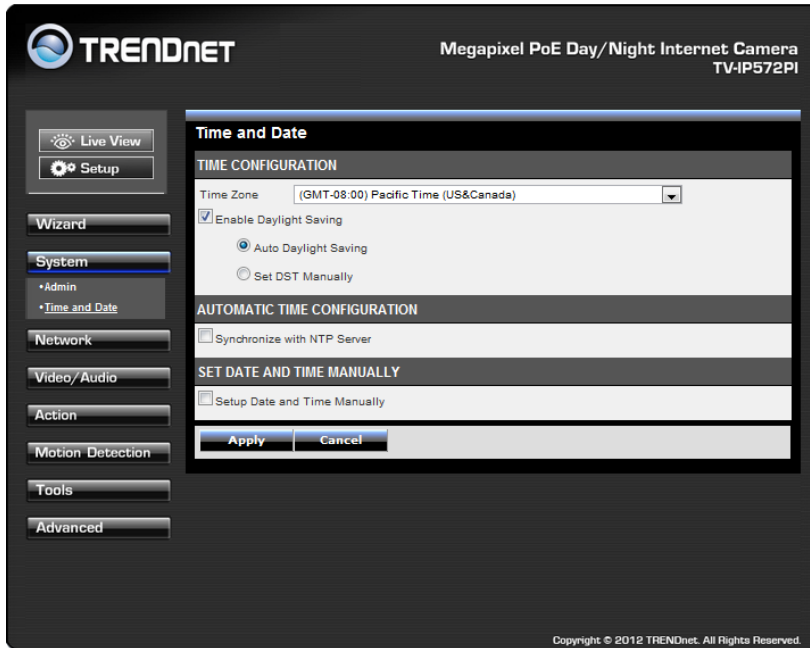 TRENDNET
Megapixel PoE Day/Night Internet Camera
TV-IP572PI
Live View
Setup
Wizard
System
•Admin
•Time and Date
Network
Video/Audio
Action
Motion Detection
Tools
Advanced
Time and Date
TIME CONFIGURATION
Time Zone (GMT-08:00) Pacific Time (US&Canada)
Enable Daylight Saving
Auto Daylight Saving
Set DST Manually
AUTOMATIC TIME CONFIGURATION
Synchronize with NTP Server
SET DATE AND TIME MANUALLY
Setup Date and Time Manually
Apply Cancel
Copyright © 2012 TRENDnet. All Rights Reserved.